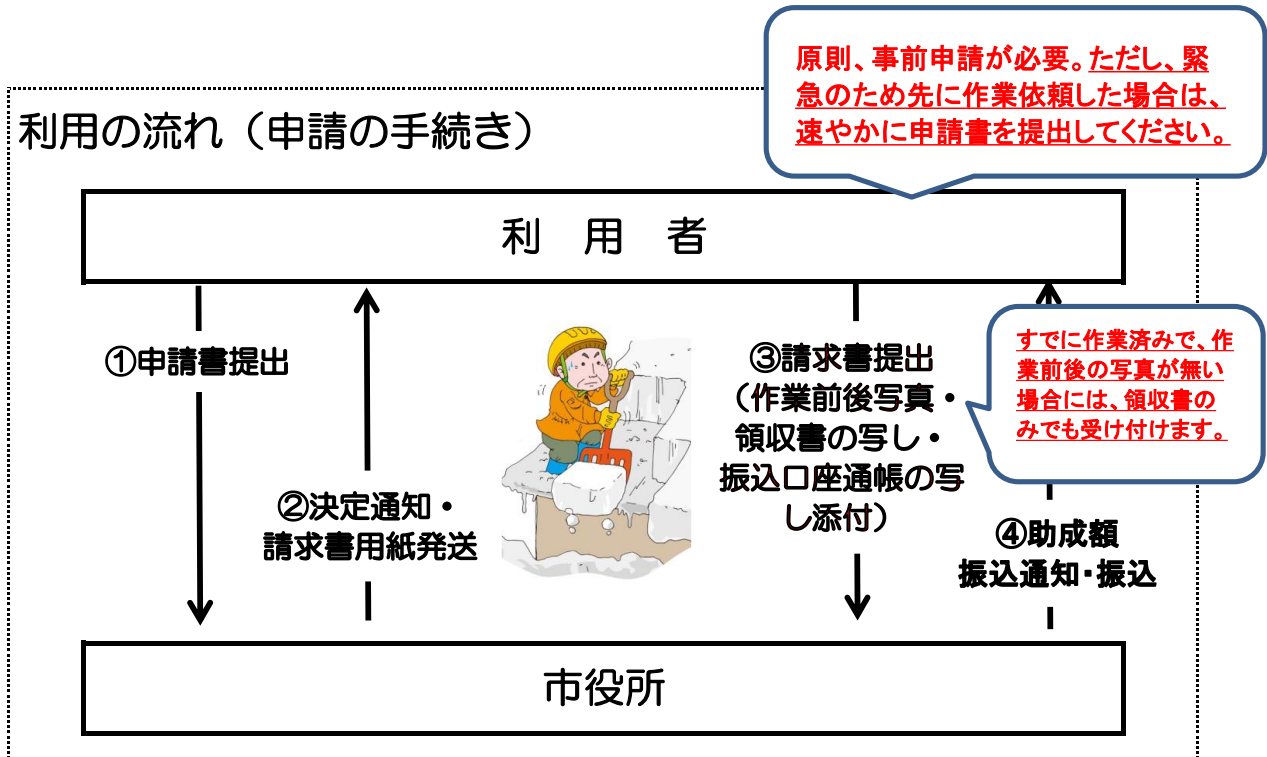 原則、事前申請が必要。ただし、緊
急のため先に作業依頼した場合は、
速やかに申請書を提出してください。
利用の流れ（申請の手続き）
利　用　者
①申請書提出
②決定通知・
請求書用紙発送
③請求書提出
（作業前後写真・
領収書の写し・
振込口座通帳の写
し添付）
すでに作業済みで、作
業前後の写真が無い
場合には、領収書の
みでも受け付けます。
④助成額
振込通知・振込
市役所